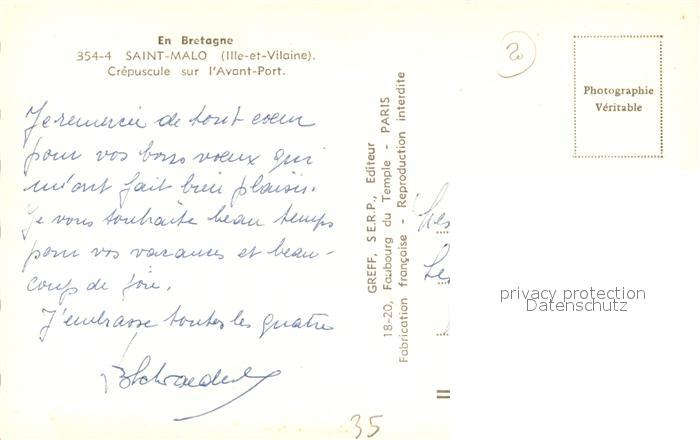 En Bretagne
354-4 SAINT-MALO (Ille-et-Vilaine).
Crépuscule sur l'Avant-Port.
Je remercie de tout coeur
pour vos bons voeux qui
m'ont fait bien plaisir.
Je vous souhaite beau temps
pour vos vacances et beau-
coup de joie.
J'embrasse toutes les quatre
35
GREFF, S.E.R.P., Editeur
18-20, Faubourg du Temple - PARIS
Fabrication française - Reproduction interdite
Photographie
Véritable
privacy protection
Datenschutz